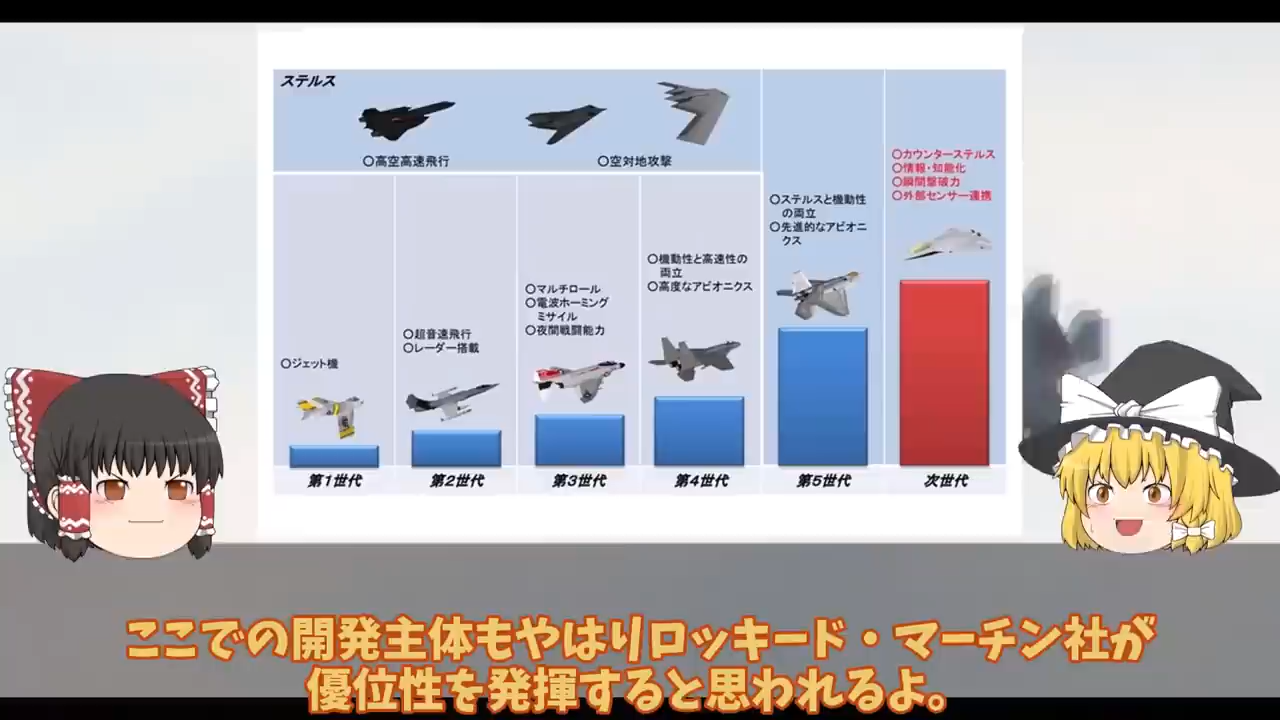 ステルス
○高空高速飛行
○空対地攻撃
○ジェット機
○超音速飛行
○レーダー搭載
○マルチロール
○電波ホーミング
ミサイル
○夜間戦闘能力
○機動性と高速性の
両立
○高度なアビオニクス
○ステルスと機動性
の両立
○先進的なアビオニ
クス
○カウンターステルス
○情報・知能化
○瞬間撃破力
○外部センサー連携
第1世代
第2世代
第3世代
第4世代
第5世代
次世代
ここでの開発主体もやはりロッキード・マーチン社が
優位性を発揮すると思われるよ。